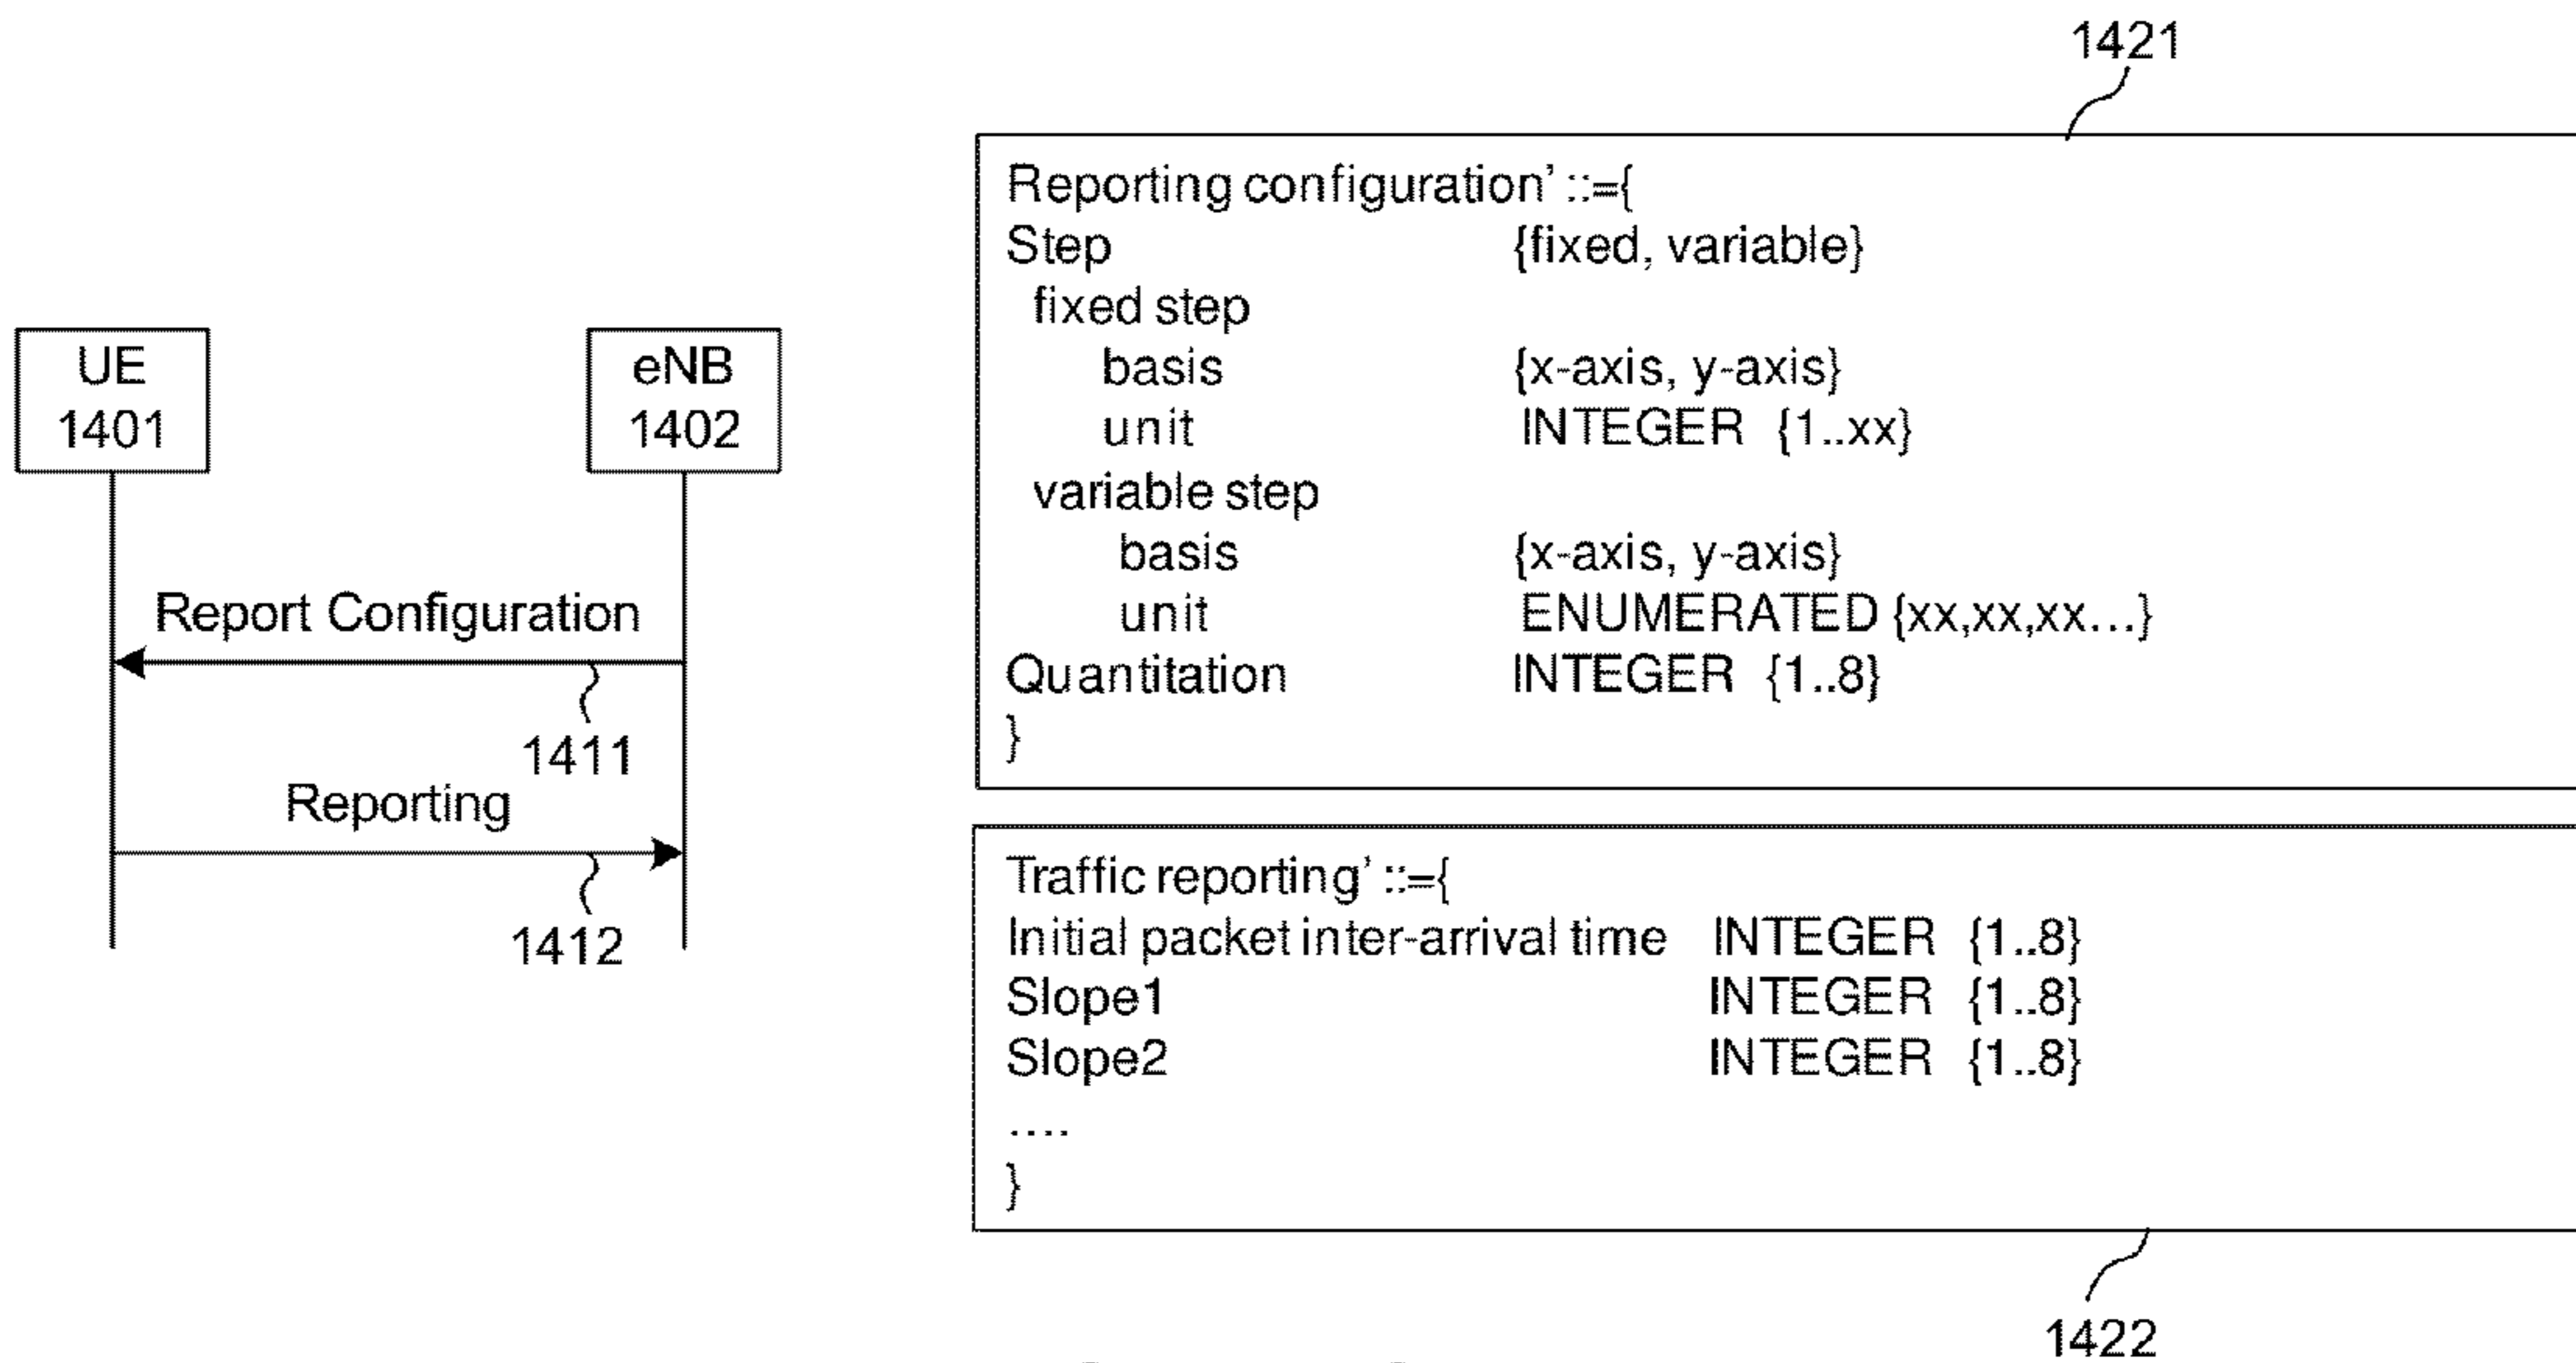 1421
Reporting configuration' ::={
Step {fixed, variable}
fixed step
basis {x-axis, y-axis}
unit INTEGER {1..xx}
variable step
basis {x-axis, y-axis}
unit ENUMERATED {xx,xx,xx...}
Quantitation INTEGER {1..8}
}
UE
1401
eNB
1402
Report Configuration
1411
Reporting
1412
Traffic reporting' ::={
Initial packet inter-arrival time INTEGER {1..8}
Slope1 INTEGER {1..8}
Slope2 INTEGER {1..8}
....
}
1422